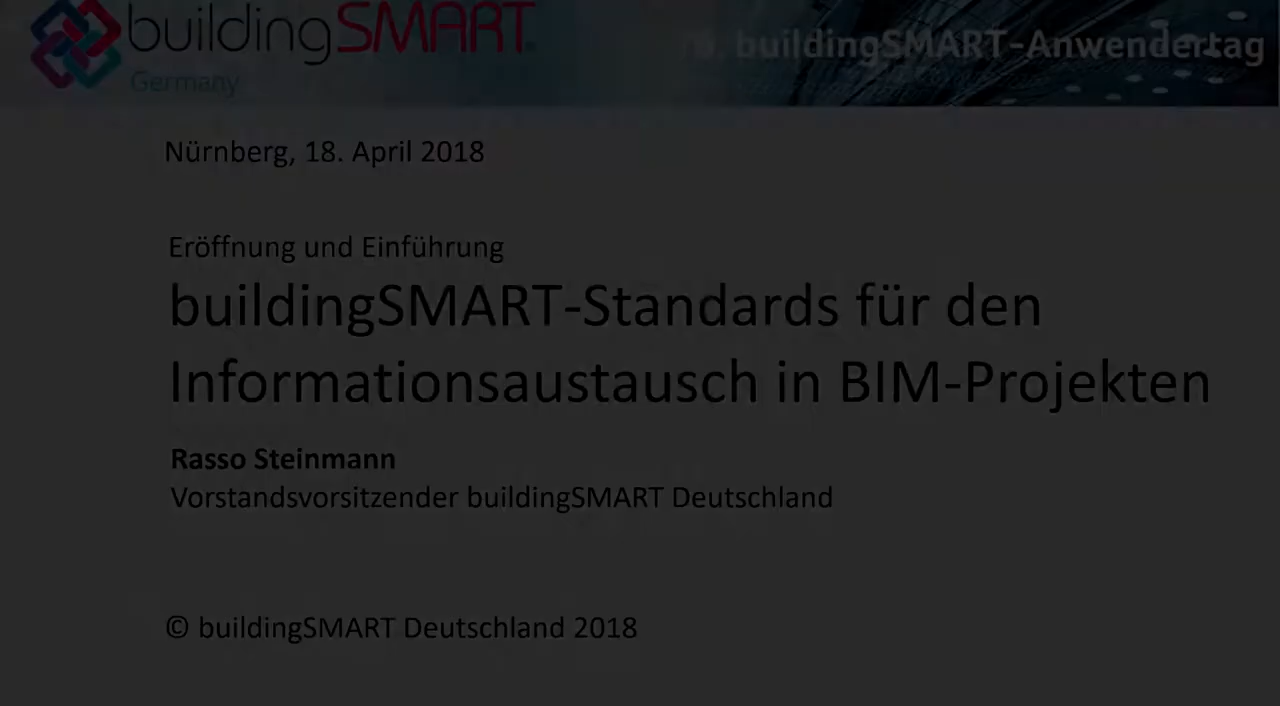 buildingSMART
Germany
buildingSMART-Anwendertag
Nürnberg, 18. April 2018
Eröffnung und Einführung
buildingSMART-Standards für den
Informationsaustausch in BIM-Projekten
Rasso Steinmann
Vorstandsvorsitzender buildingSMART Deutschland
© buildingSMART Deutschland 2018